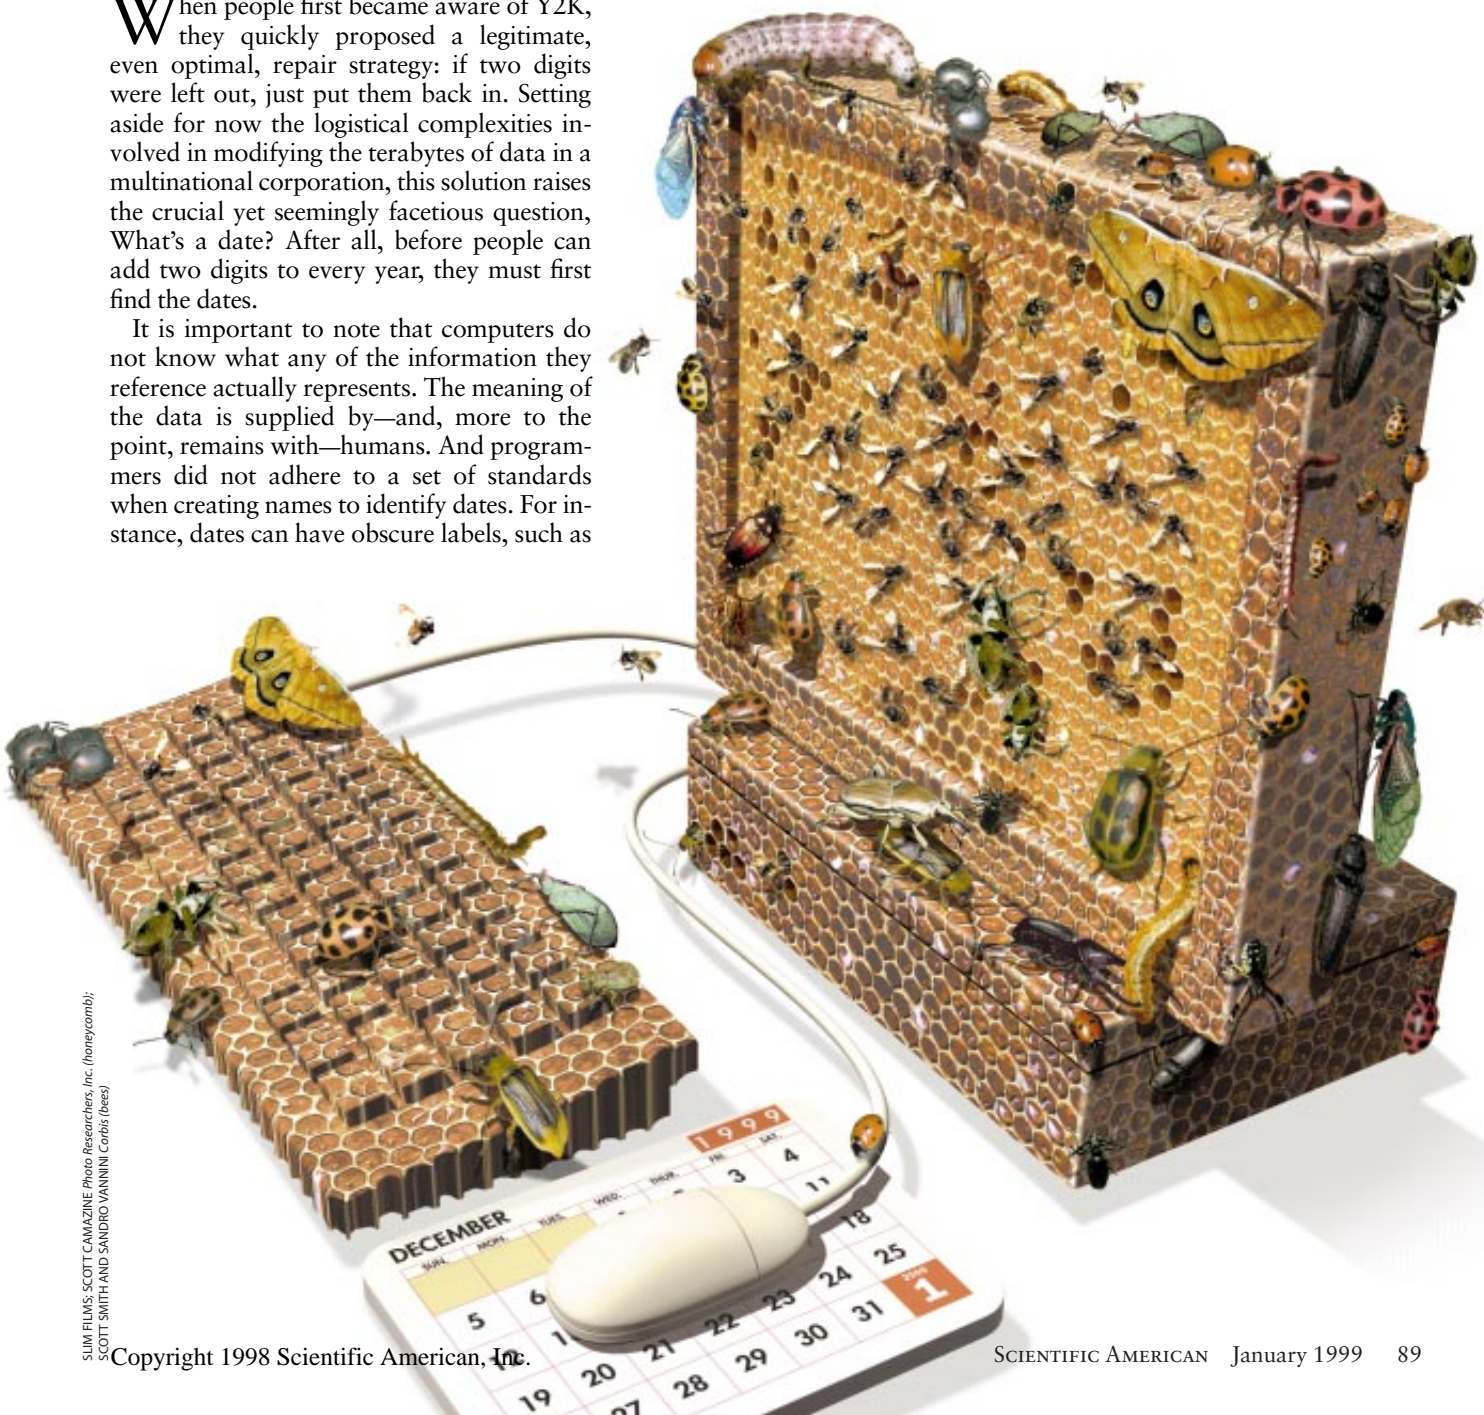 When people first became aware of Y2K,
they quickly proposed a legitimate,
even optimal, repair strategy: if two digits
were left out, just put them back in. Setting
aside for now the logistical complexities in-
volved in modifying the terabytes of data in a
multinational corporation, this solution raises
the crucial yet seemingly facetious question,
What’s a date? After all, before people can
add two digits to every year, they must first
find the dates.
It is important to note that computers do
not know what any of the information they
reference actually represents. The meaning of
the data is supplied by—and, more to the
point, remains with—humans. And program-
mers did not adhere to a set of standards
when creating names to identify dates. For in-
stance, dates can have obscure labels, such as
SLIM FILMS; SCOTT CAMAZINE Photo Researchers, Inc. (honeycomb);
SCOTT SMITH AND SANDRO VANNINI Corbis (bees)
DECEMBER 1999
SUN. MON. TUES. WED. THUR. FRI. SAT.
3 4
5 6 11
12 18
19 20 21 22 23 24 25
27 28 29 30 31 2000 1
Copyright 1998 Scientific American, Inc.
SCIENTIFIC AMERICAN January 1999 89